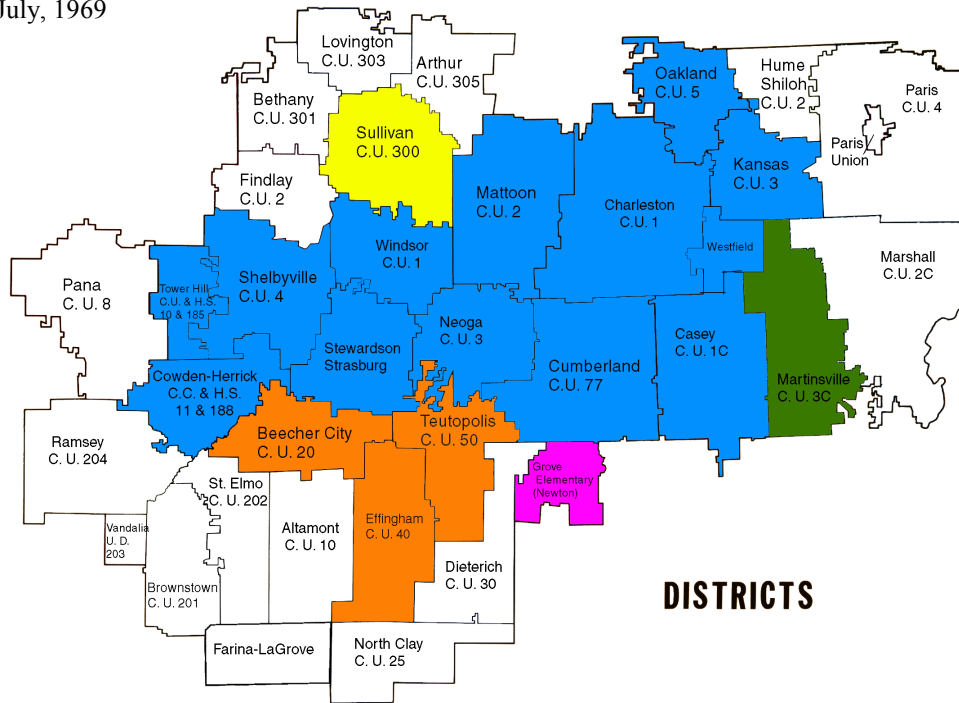 July, 1969
Lovington
C.U. 303
Arthur
C.U. 305
Bethany
C.U. 301
Sullivan
C.U. 300
Findlay
C.U. 2
Oakland
C.U. 5
Hume
Shiloh
C.U. 2
Paris
C.U. 4
Paris
Union
Kansas
C.U. 3
Mattoon
C.U. 2
Charleston
C.U. 1
Westfield
Marshall
C.U. 2C
Windsor
C.U. 1
Shelbyville
C.U. 4
Tower Hill
C.U. & H.S.
10 & 185
Pana
C. U. 8
Stewardson
Strasburg
Neoga
C.U. 3
Cumberland
C.U. 77
Casey
C. U. 1C
Martinsville
C. U. 3C
Cowden-Herrick
C.C. & H.S.
11 & 188
Beecher City
C. U. 20
Teutopolis
C. U. 50
Ramsey
C. U. 204
St. Elmo
C. U. 202
Grove
Elementary
(Newton)
Vandalia
U. D.
203
Altamont
C. U. 10
Effingham
C. U. 40
Dieterich
C. U. 30
Brownstown
C. U. 201
Farina-LaGrove
North Clay
C. U. 25
DISTRICTS